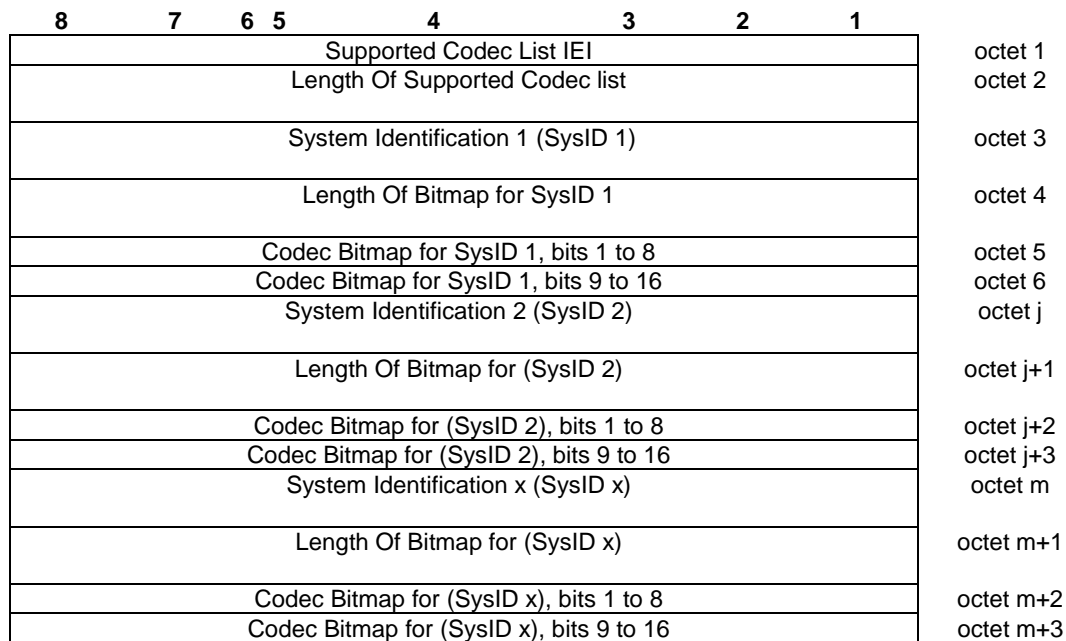 8 7 6 5 4 3 2 1
Supported Codec List IEI octet 1
Length Of Supported Codec list octet 2
System Identification 1 (SysID 1) octet 3
Length Of Bitmap for SysID 1 octet 4
Codec Bitmap for SysID 1, bits 1 to 8 octet 5
Codec Bitmap for SysID 1, bits 9 to 16 octet 6
System Identification 2 (SysID 2) octet j
Length Of Bitmap for (SysID 2) octet j+1
Codec Bitmap for (SysID 2), bits 1 to 8 octet j+2
Codec Bitmap for (SysID 2), bits 9 to 16 octet j+3
System Identification x (SysID x) octet m
Length Of Bitmap for (SysID x) octet m+1
Codec Bitmap for (SysID x), bits 1 to 8 octet m+2
Codec Bitmap for (SysID x), bits 9 to 16 octet m+3